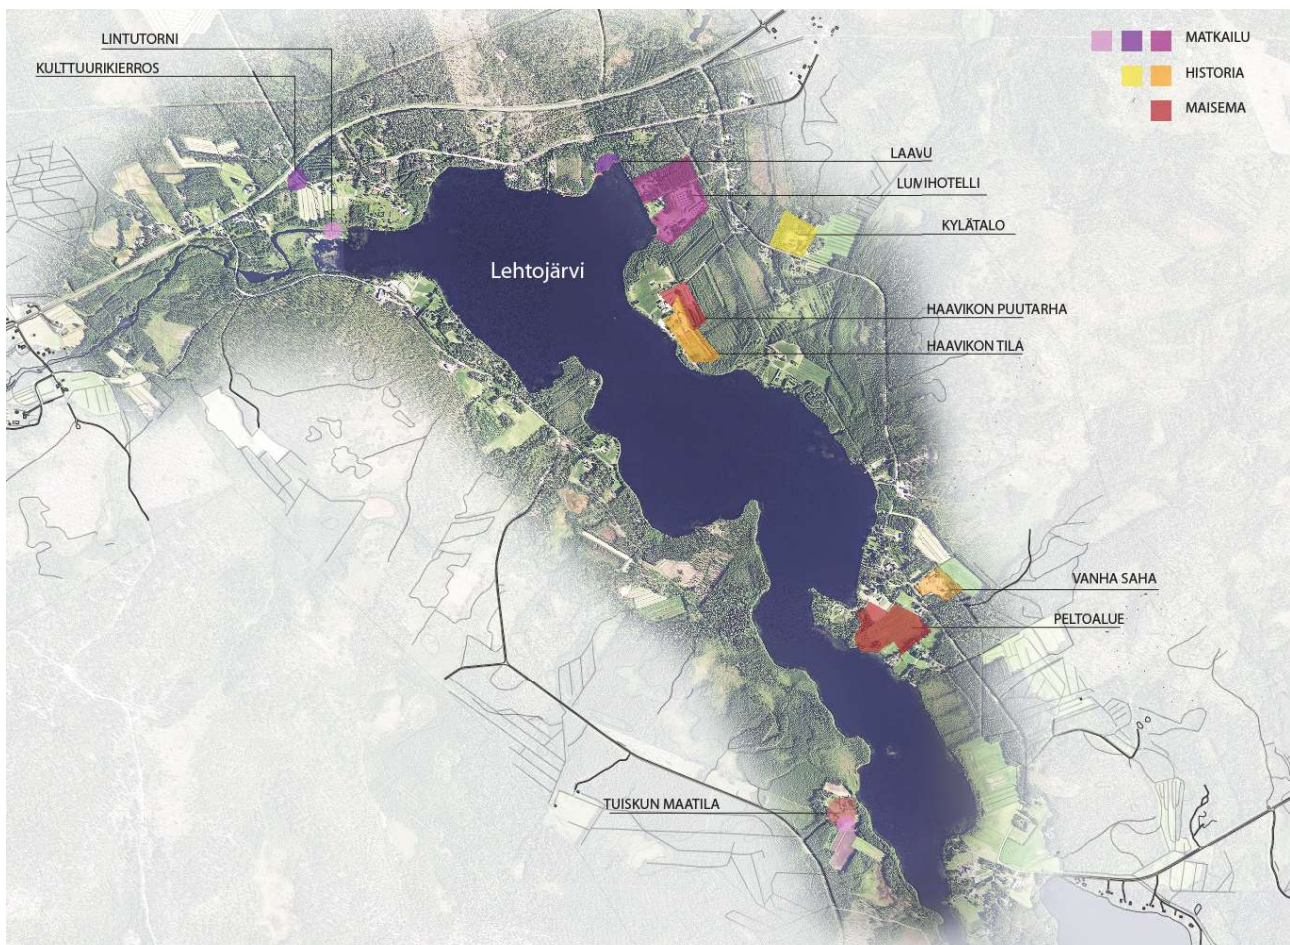 LINTUTORNI
KULTTUURIKIERROS
MATKAILU
HISTORIA
MAISEMA
LAAVU
LUMIHOTELLI
KYLÄTALO
Lehtojärvi
HAAVIKON PUUTARHA
HAAVIKON TILA
VANHA SAHA
PELTOALUE
TUISKUN MAATILA